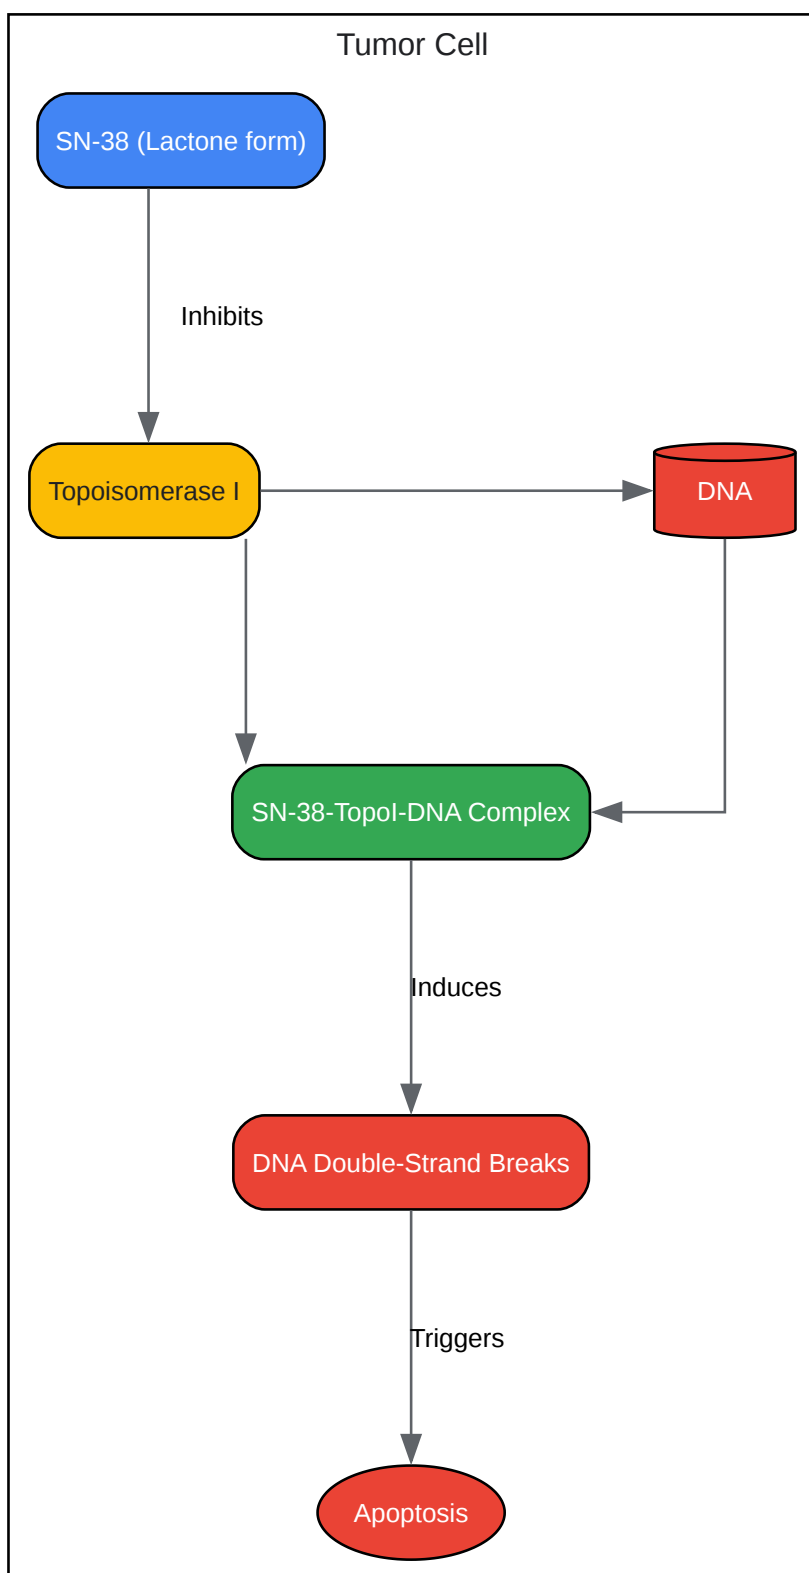 Tumor Cell
SN-38 (Lactone form)
Inhibits
Topoisomerase I
DNA
SN-38-TopoI-DNA Complex
Induces
DNA Double-Strand Breaks
Triggers
Apoptosis